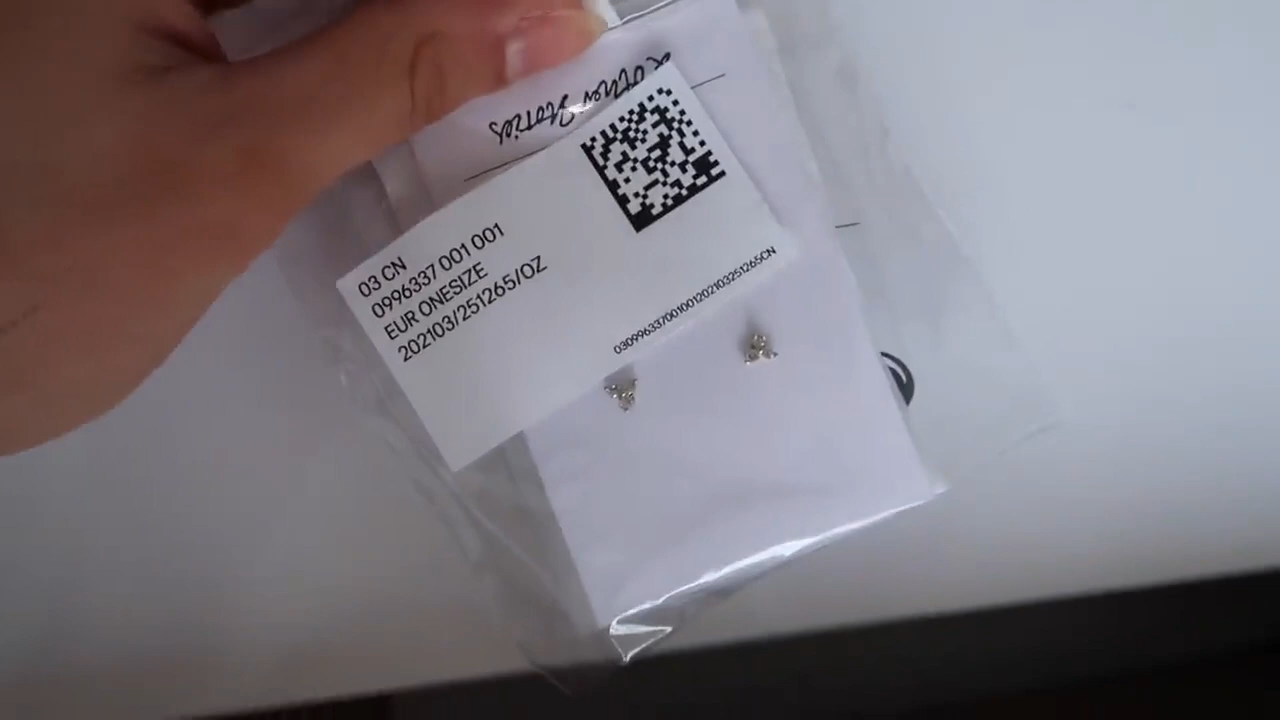 & Other Stories
03 CN
0996337 001 001
EUR ONESIZE
202103/251265/OZ
030996337001001202103251265CN